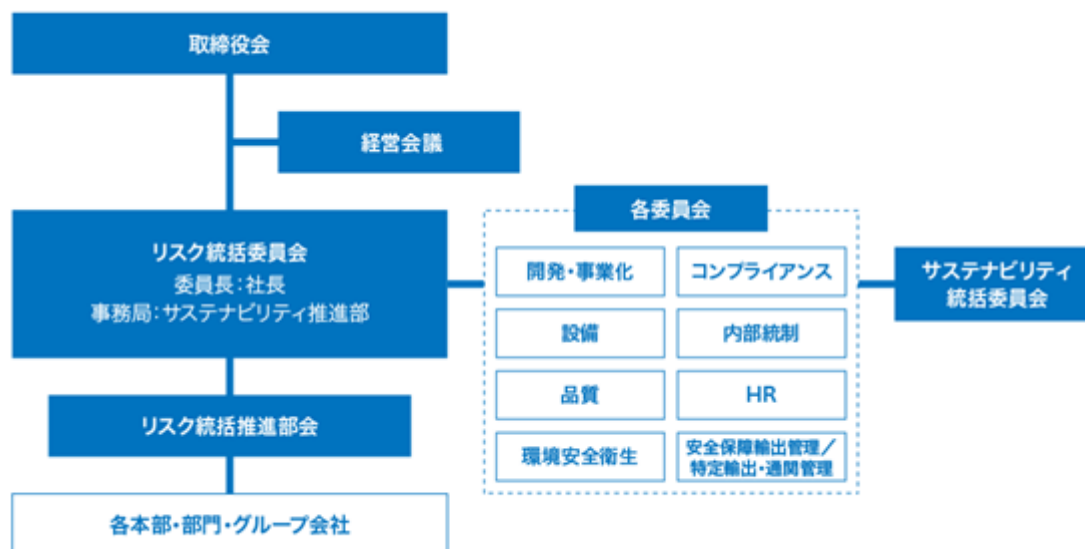 取締役会
経営会議
リスク統括委員会
委員長:社長
事務局:サステナビリティ推進部
リスク統括推進部会
各本部・部門・グループ会社
各委員会
開発・事業化
コンプライアンス
設備
内部統制
品質
HR
環境安全衛生
安全保障輸出管理/
特定輸出・通関管理
サステナビリティ
統括委員会